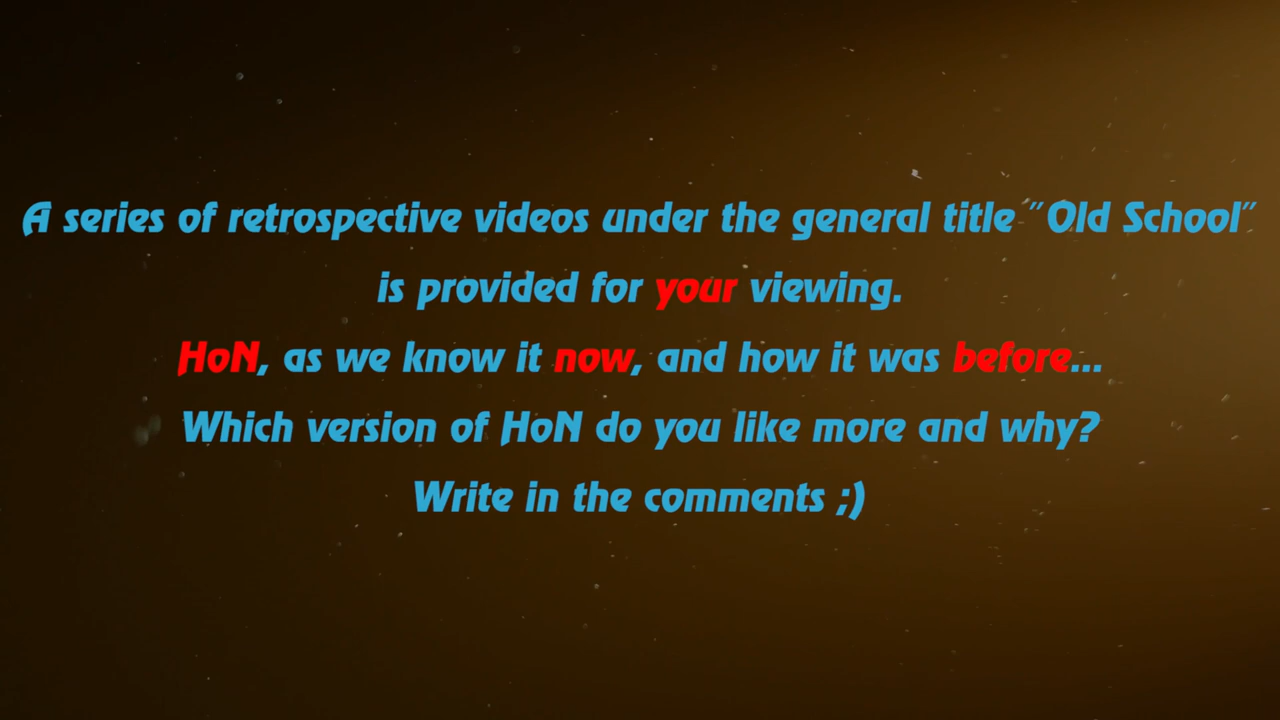 A series of retrospective videos under the general title "Old School"
is provided for your viewing.
HoN, as we know it now, and how it was before...
Which version of HoN do you like more and why?
Write in the comments ;)